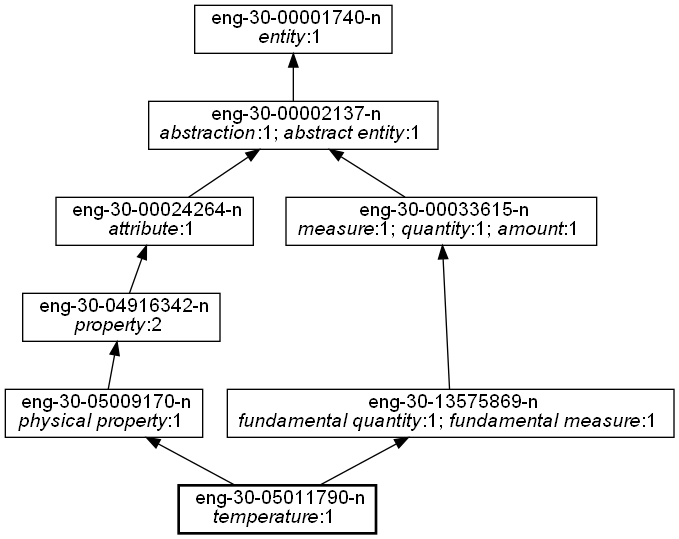 eng-30-00001740-n
entity:1
eng-30-00002137-n
abstraction:1; abstract entity:1
eng-30-00024264-n
attribute:1
eng-30-00033615-n
measure:1; quantity:1; amount:1
eng-30-04916342-n
property:2
eng-30-05009170-n
physical property:1
eng-30-13575869-n
fundamental quantity:1; fundamental measure:1
eng-30-05011790-n
temperature:1